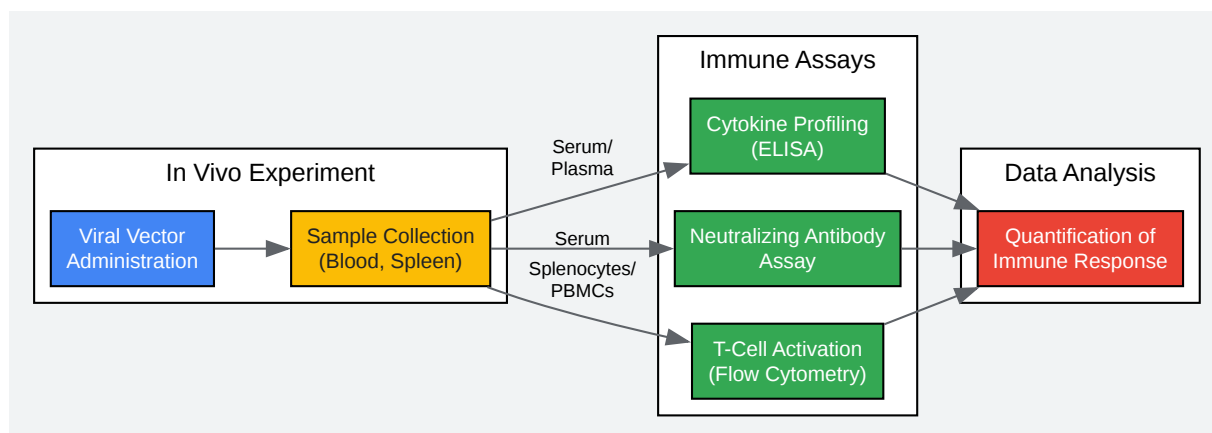 In Vivo Experiment
Viral Vector
Administration
Sample Collection
(Blood, Spleen)
Serum/
Plasma
Serum
Splenocytes/
PBMCs
Immune Assays
Cytokine Profiling
(ELISA)
Neutralizing Antibody
Assay
T-Cell Activation
(Flow Cytometry)
Data Analysis
Quantification of
Immune Response